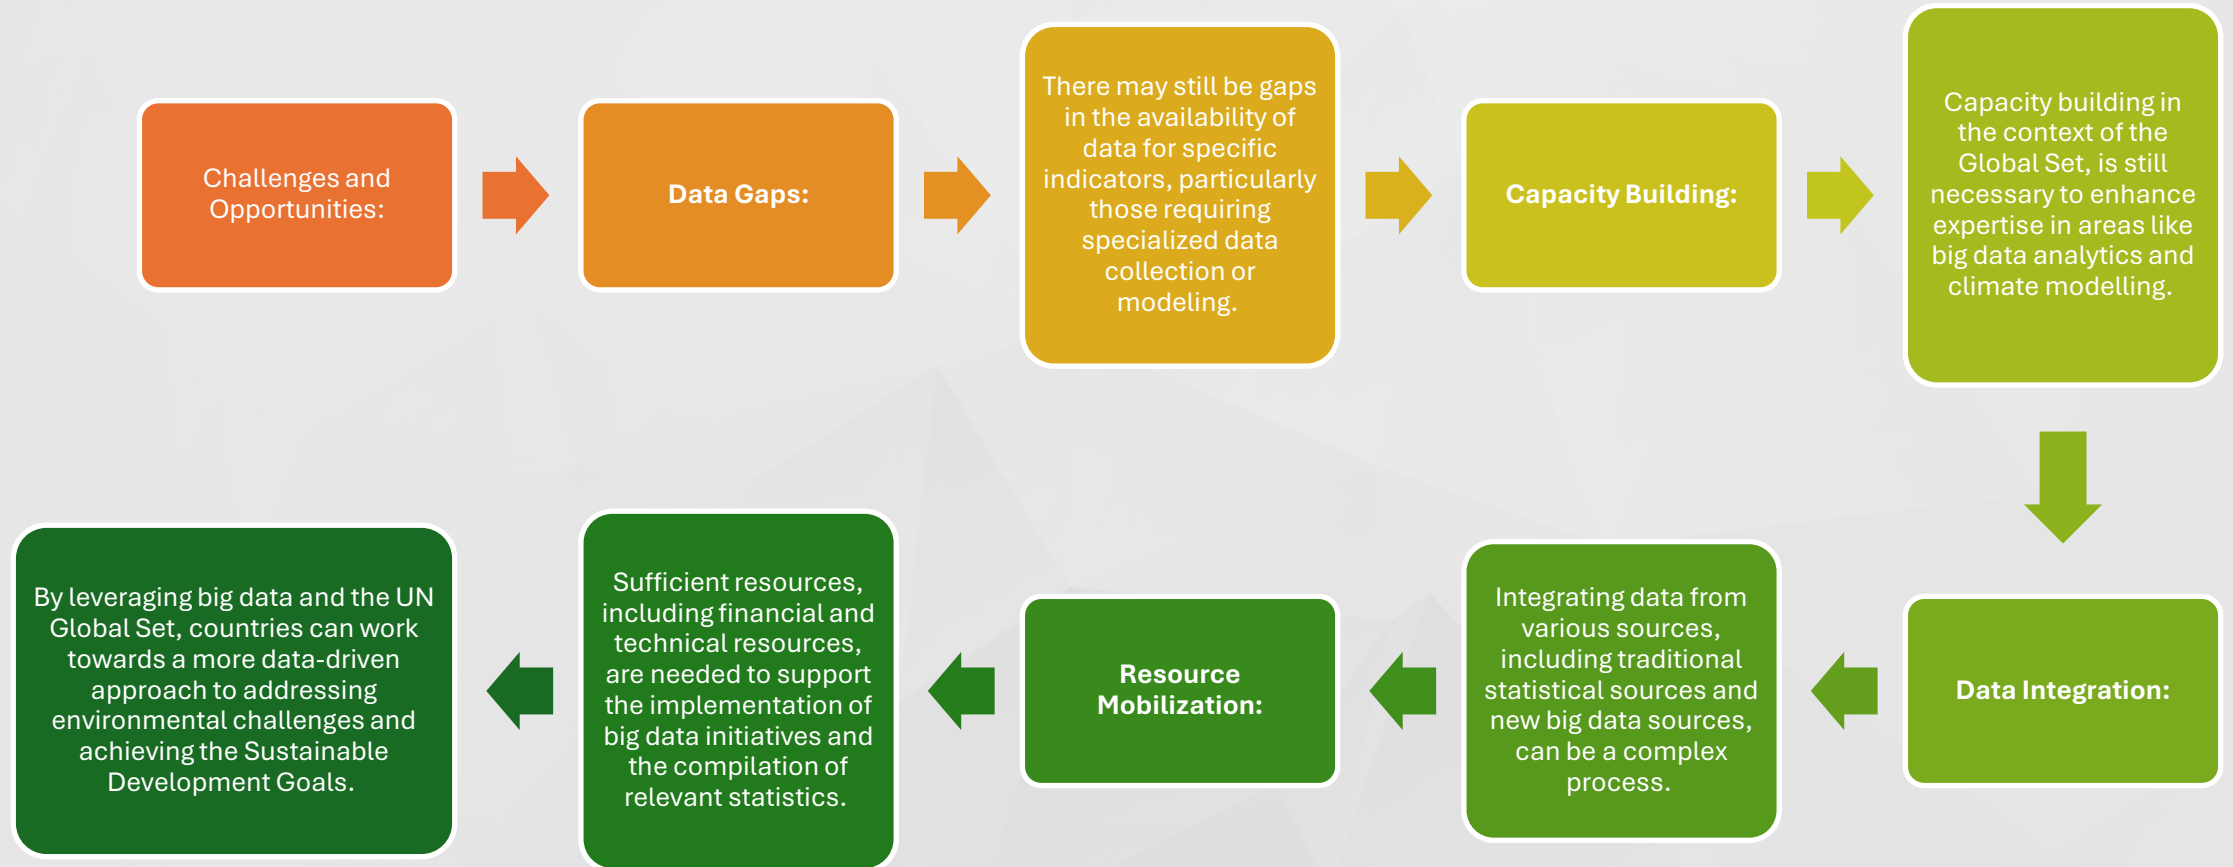 Challenges and
Opportunities:
Data Gaps:
There may still be gaps
in the availability of
data for specific
indicators, particularly
those requiring
specialized data
collection or
modeling.
Capacity Building:
Capacity building in
the context of the
Global Set, is still
necessary to enhance
expertise in areas like
big data analytics and
climate modelling.
Data Integration:
Integrating data from
various sources,
including traditional
statistical sources and
new big data sources,
can be a complex
process.
Resource
Mobilization:
Sufficient resources,
including financial and
technical resources,
are needed to support
the implementation of
big data initiatives and
the compilation of
relevant statistics.
By leveraging big data and the UN
Global Set, countries can work
towards a more data-driven
approach to addressing
environmental challenges and
achieving the Sustainable
Development Goals.